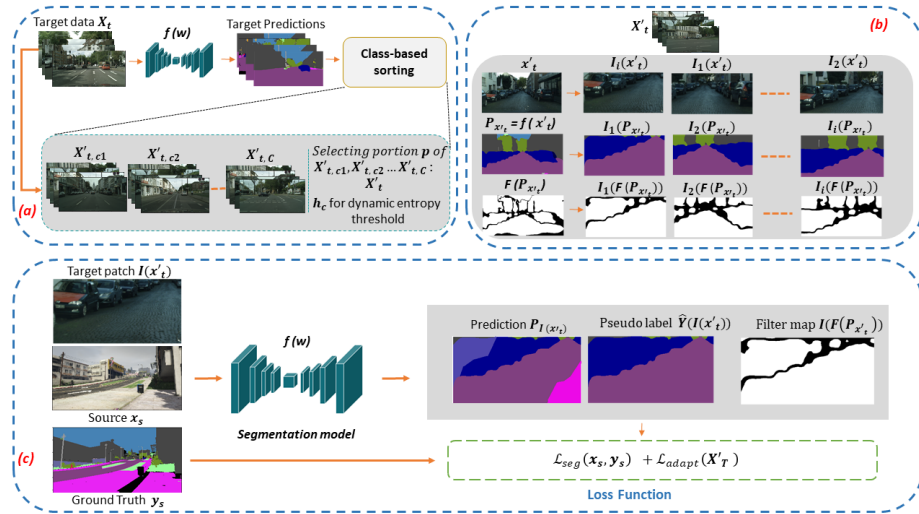 Target data X_t
f(w)
Target Predictions
Class-based
sorting
X'_{t,c1}
X'_{t,c2}
X'_{t,C}
Selecting portion p of
X'_{t,c1}, X'_{t,c2} ... X'_{t,C} :
X'_t
h_c for dynamic entropy
threshold
(a)
X'_t
(b)
x'_t
I_i(x'_t)
I_1(x'_t)
I_2(x'_t)
P_{x'_t} = f(x'_t)
I_1(P_{x'_t})
I_2(P_{x'_t})
I_i(P_{x'_t})
F(P_{x'_t})
I_1(F(P_{x'_t}))
I_2(F(P_{x'_t}))
I_i(F(P_{x'_t}))
Target patch I(x'_t)
f(w)
Source x_s
Segmentation model
(c)
Ground Truth y_s
Prediction P_{I(x'_t)}
Pseudo label Ŷ(I(x'_t))
Filter map I(F(P_{x'_t}))
ℒ_{seg}(x_s, y_s) + ℒ_{adapt}(X'_T)
Loss Function